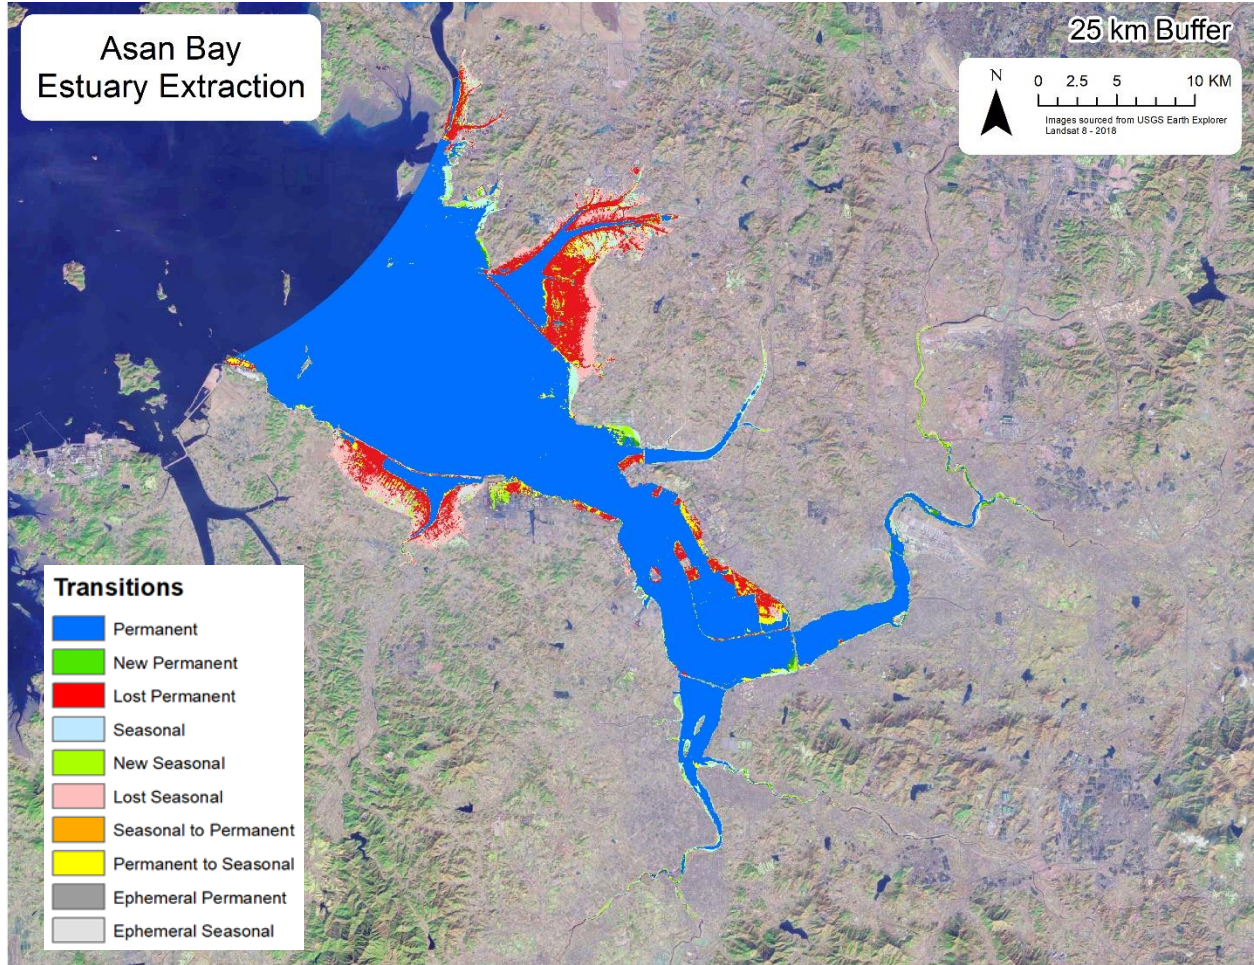 Asan Bay
Estuary Extraction
25 km Buffer
N
0 2.5 5 10 KM
Images sourced from USGS Earth Explorer
Landsat 8 - 2018
Transitions
Permanent
New Permanent
Lost Permanent
Seasonal
New Seasonal
Lost Seasonal
Seasonal to Permanent
Permanent to Seasonal
Ephemeral Permanent
Ephemeral Seasonal